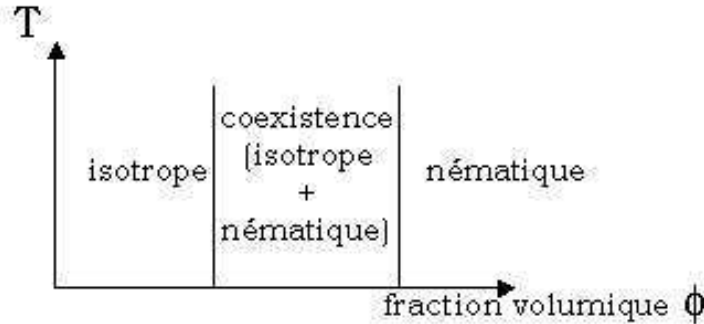 T
coexistence
(isotrope
isotrope
nématique
+
nématique)
fraction volumique ϕ